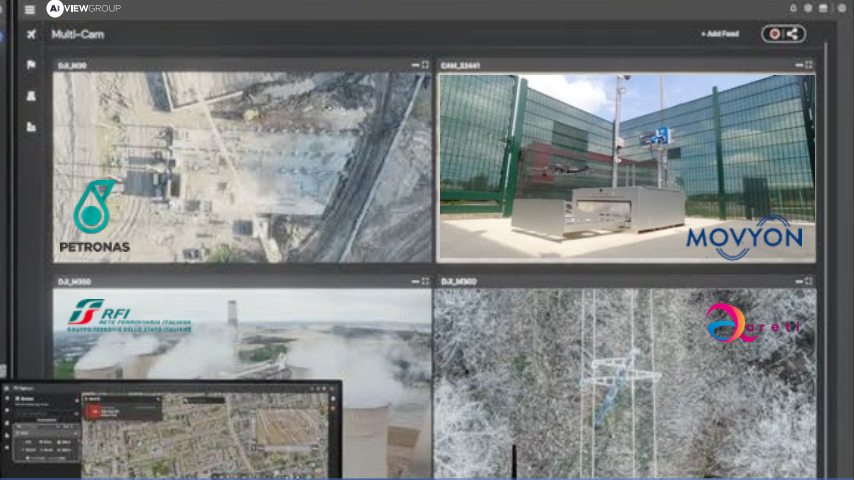 AI VIEWGROUP
Multi-Cam
+ Add Feed
DJI_M30
CAM_23441
PETRONAS
MOVYON
DJI_M300
DJI_M300
RFI
RETE FERROVIARIA ITALIANA
GRUPPO FERROVIE DELLO STATO ITALIANE
areti